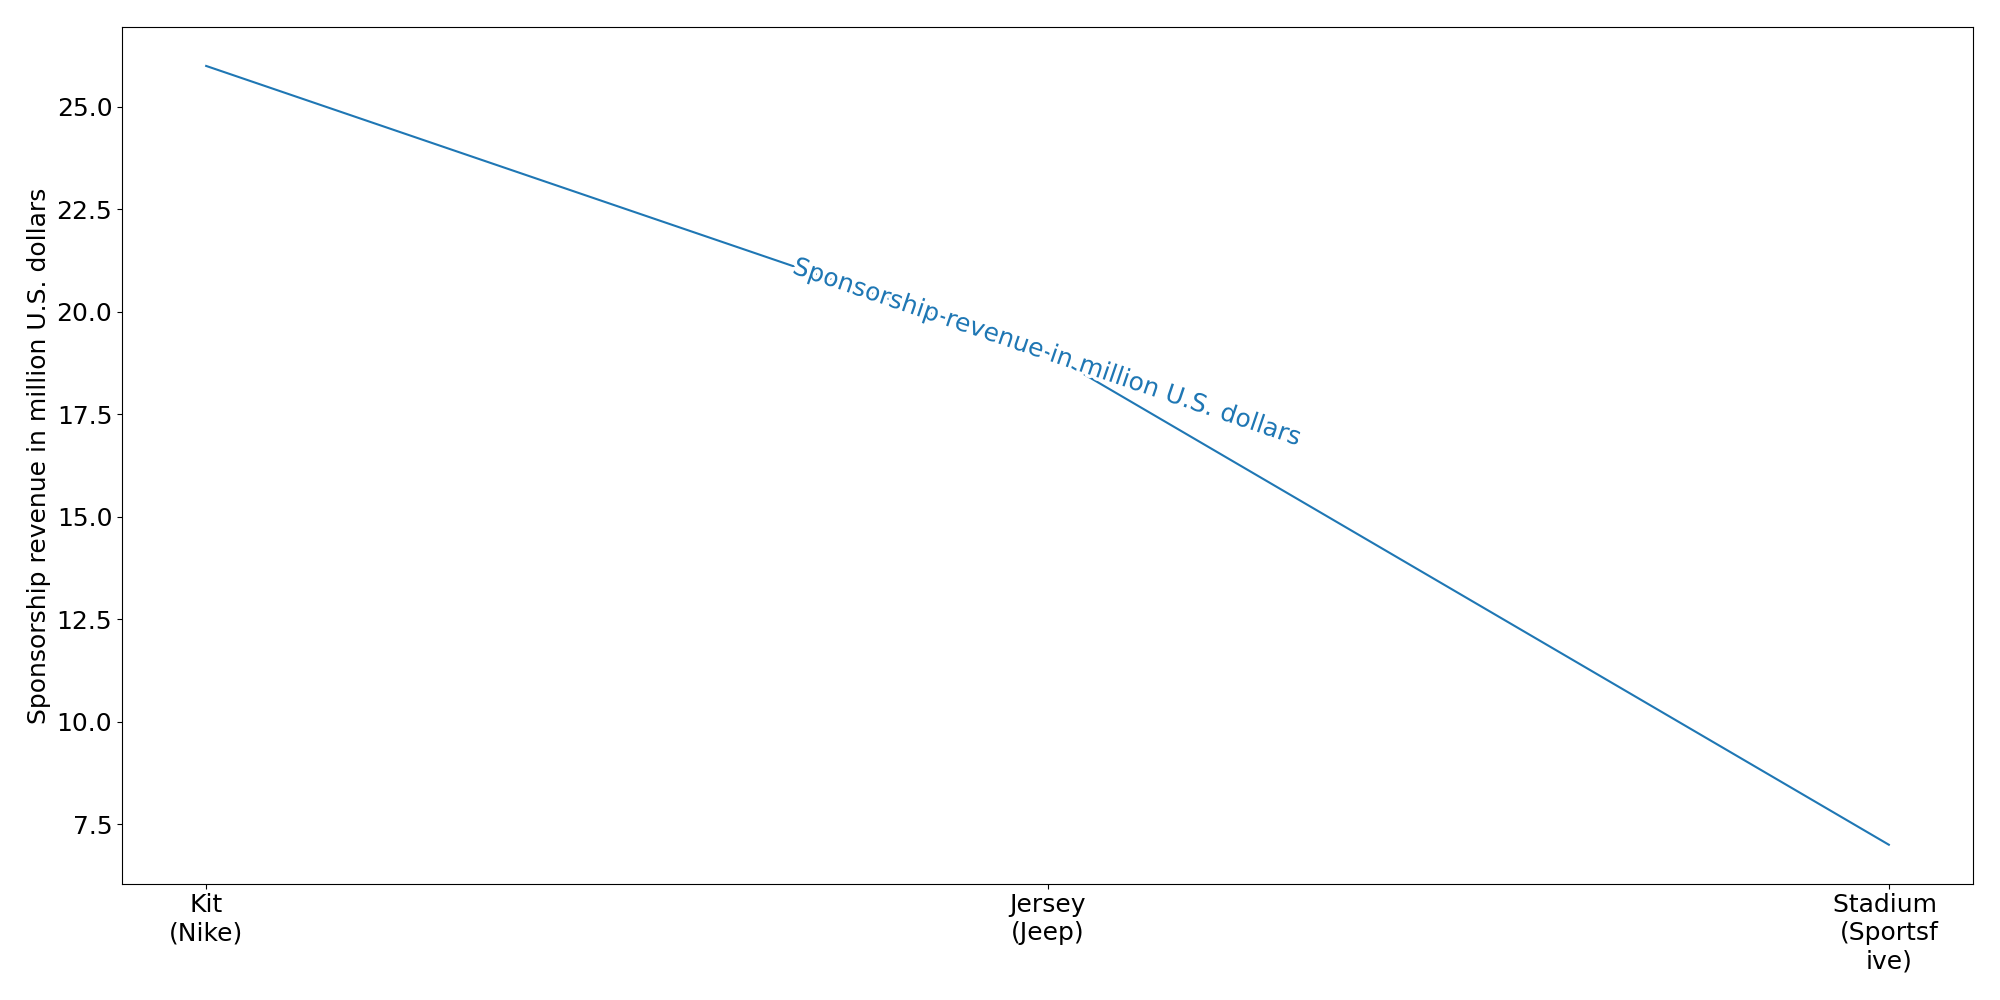 Sponsorship revenue in million U.S. dollars
25.0
22.5
20.0
17.5
15.0
12.5
10.0
7.5
Sponsorship revenue in million U.S. dollars
Kit
(Nike)
Jersey
(Jeep)
Stadium
(Sportsf
ive)